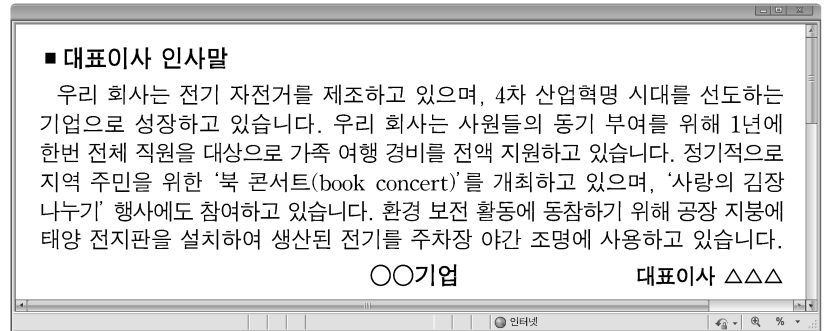 ■ 대표이사 인사말
우리 회사는 전기 자전거를 제조하고 있으며, 4차 산업혁명 시대를 선도하는
기업으로 성장하고 있습니다. 우리 회사는 사원들의 동기 부여를 위해 1년에
한번 전체 직원을 대상으로 가족 여행 경비를 전액 지원하고 있습니다. 정기적으로
지역 주민을 위한 ‘북 콘서트(book concert)’를 개최하고 있으며, ‘사랑의 김장
나누기’ 행사에도 참여하고 있습니다. 환경 보전 활동에 동참하기 위해 공장 지붕에
태양 전지판을 설치하여 생산된 전기를 주차장 야간 조명에 사용하고 있습니다.
○○기업 대표이사 △△△
인터넷 %